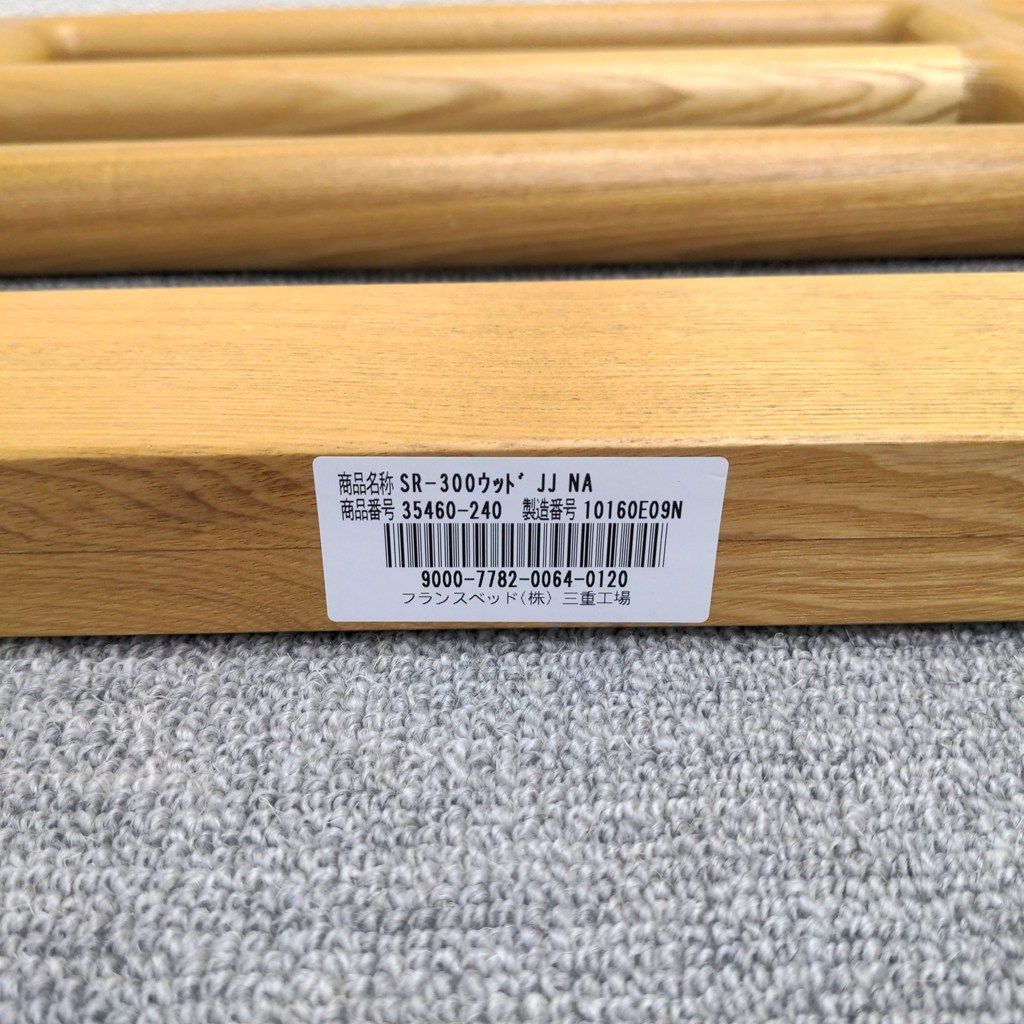 商品名称 SR-300ｳｯﾄﾞ JJ NA
商品番号 35460-240 製造番号 10160E09N
9000-7782-0064-0120
フランスベッド(株) 三重工場